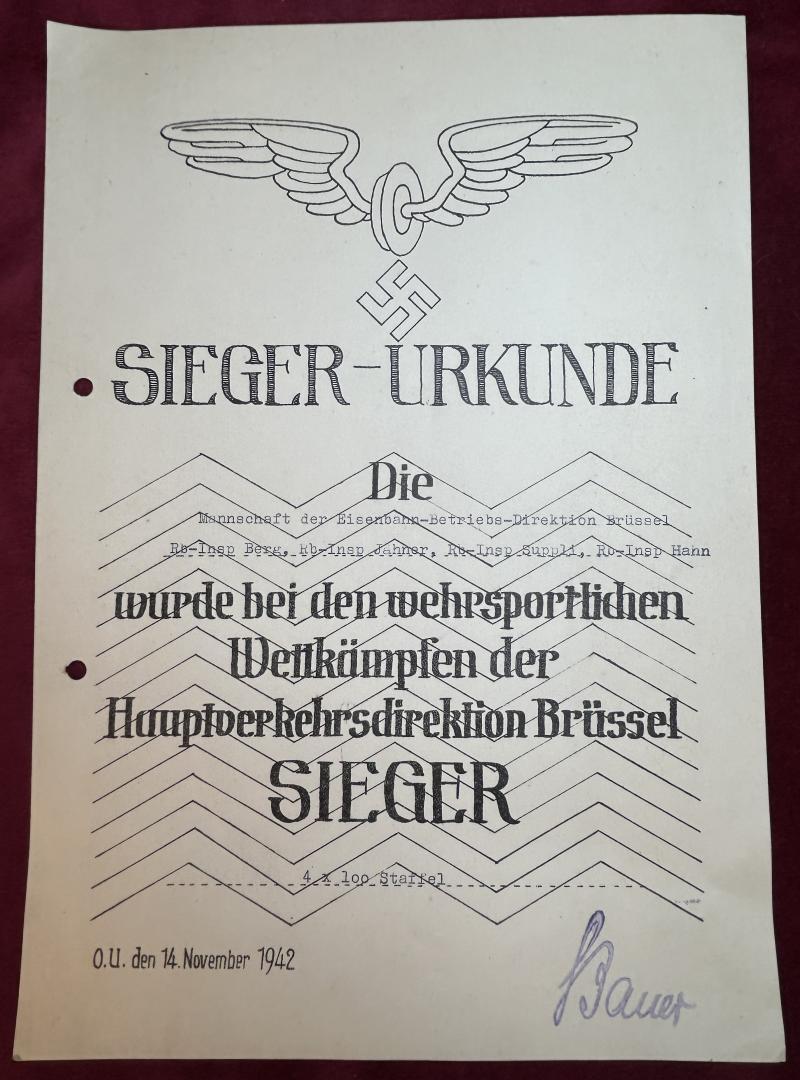 SIEGER-URKUNDE
Die
Mannschaft der Eisenbahn-Betriebs-Direktion Brüssel
Rb-Insp Berg, Rb-Insp Jahner, Rb-Insp Suppli, Rb-Insp Hahn
wurde bei den wehrsportlichen
Wettkämpfen der
Hauptverkehrsdirektion Brüssel
SIEGER
4 x 100 Staffel
O.U. den 14. November 1942
Bauer